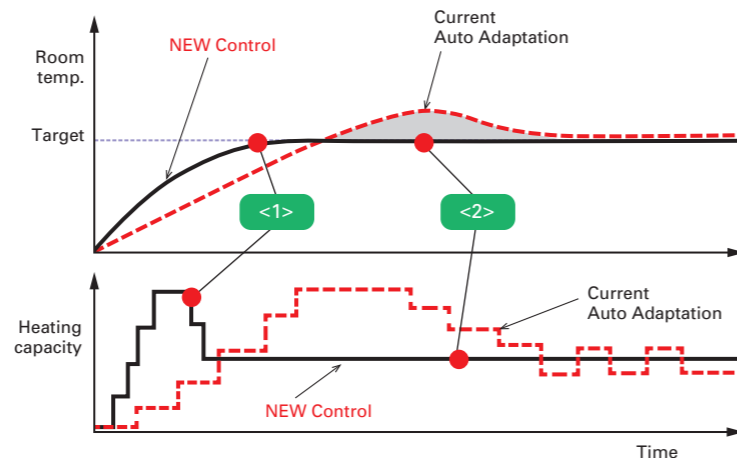 Room
temp.
NEW Control
Current
Auto Adaptation
Target
<1>
<2>
Heating
capacity
Current
Auto Adaptation
NEW Control
Time